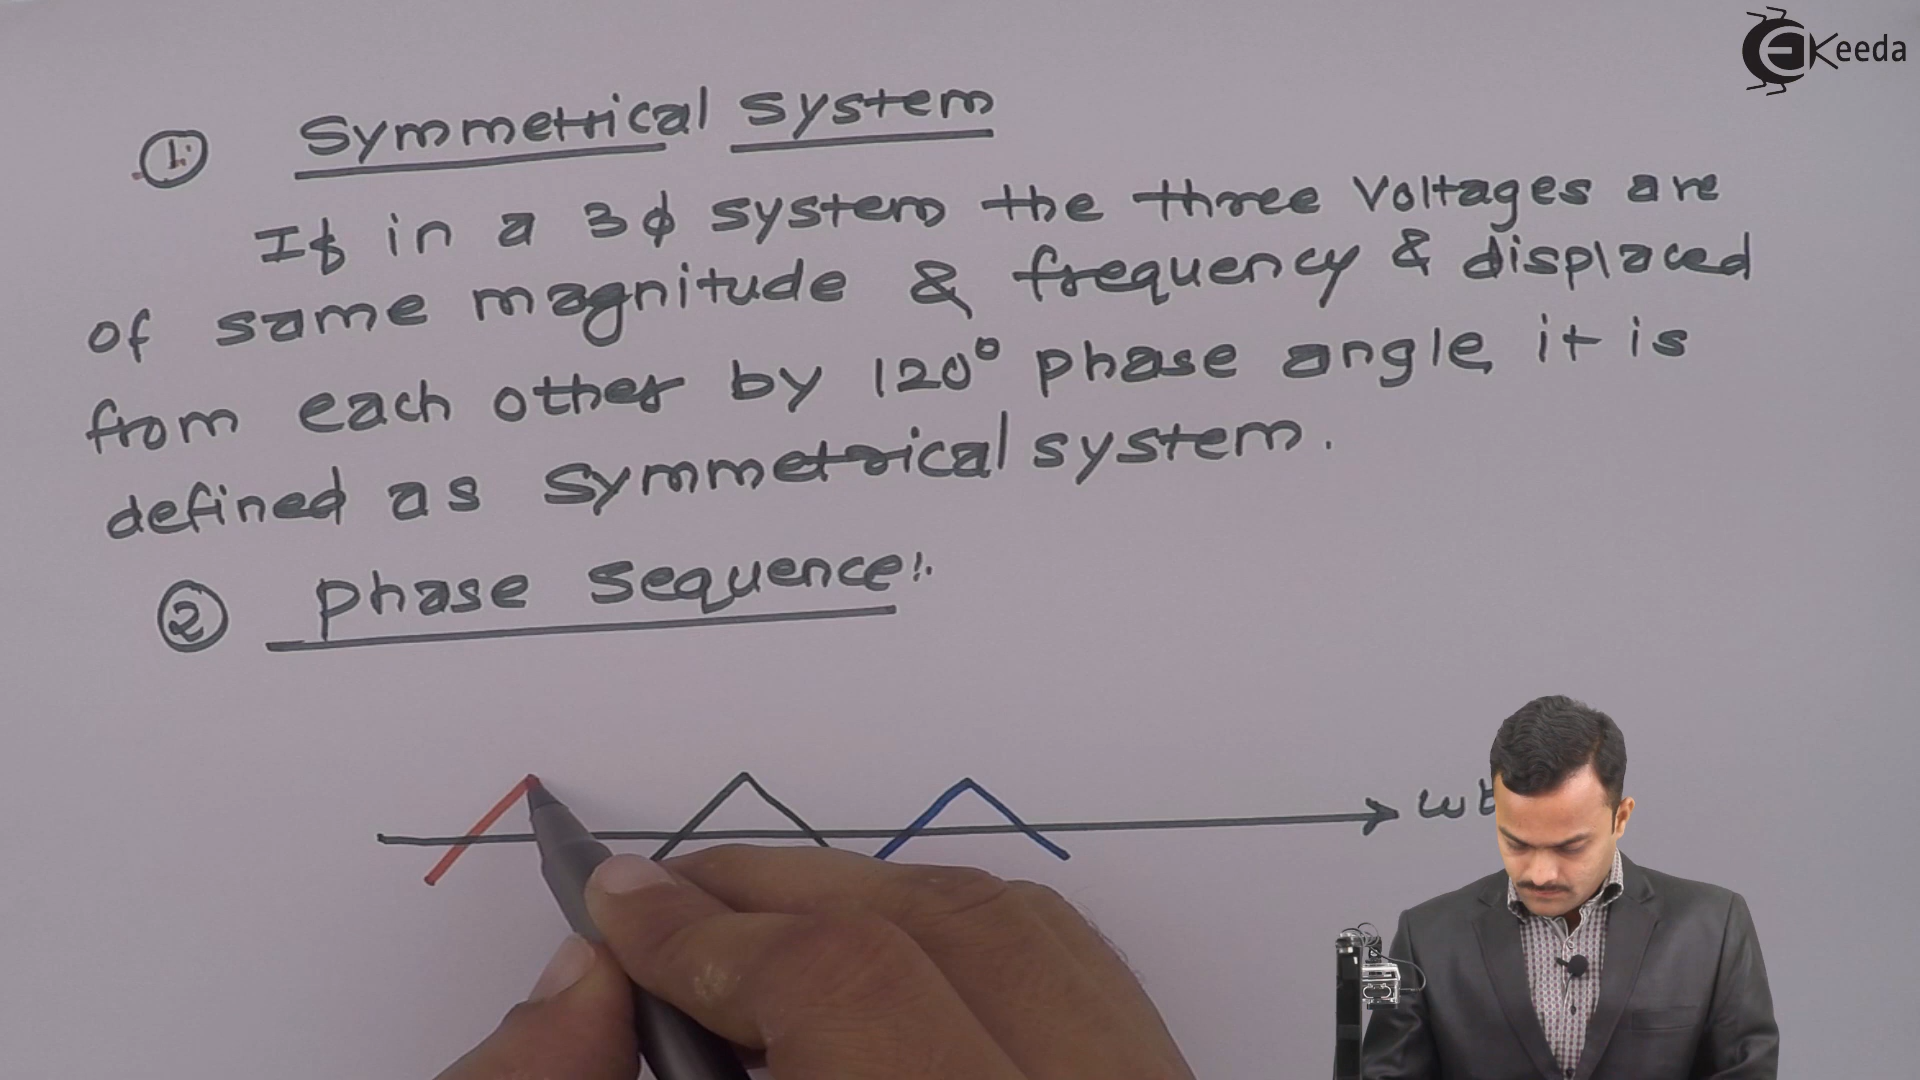 Keeda
① Symmetrical system
If in a 3ϕ system the three voltages are
of same magnitude & frequency & displaced
from each other by 120° phase angle, it is
defined as symmetrical system.
② Phase Sequence:
ωt